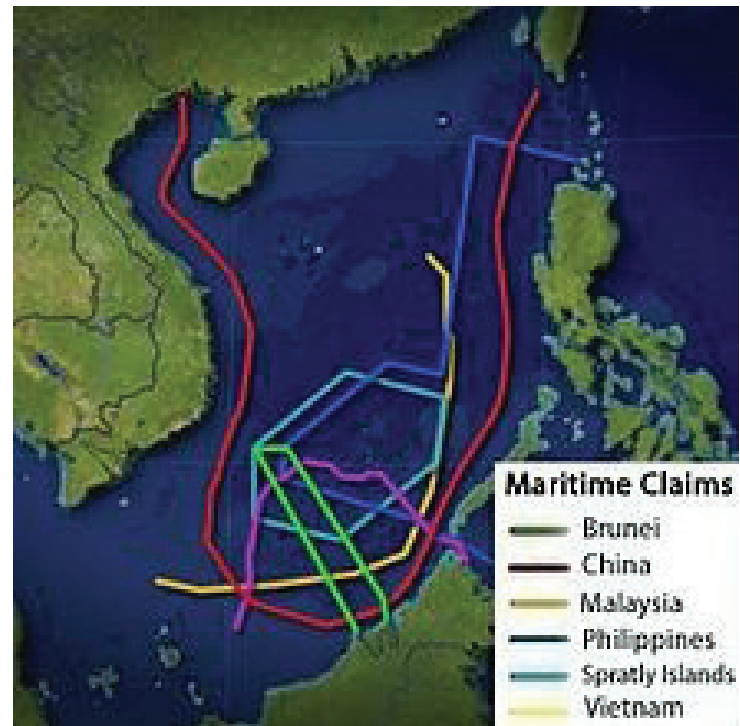 Maritime Claims
Brunei
China
Malaysia
Philippines
Spratly Islands
Vietnam